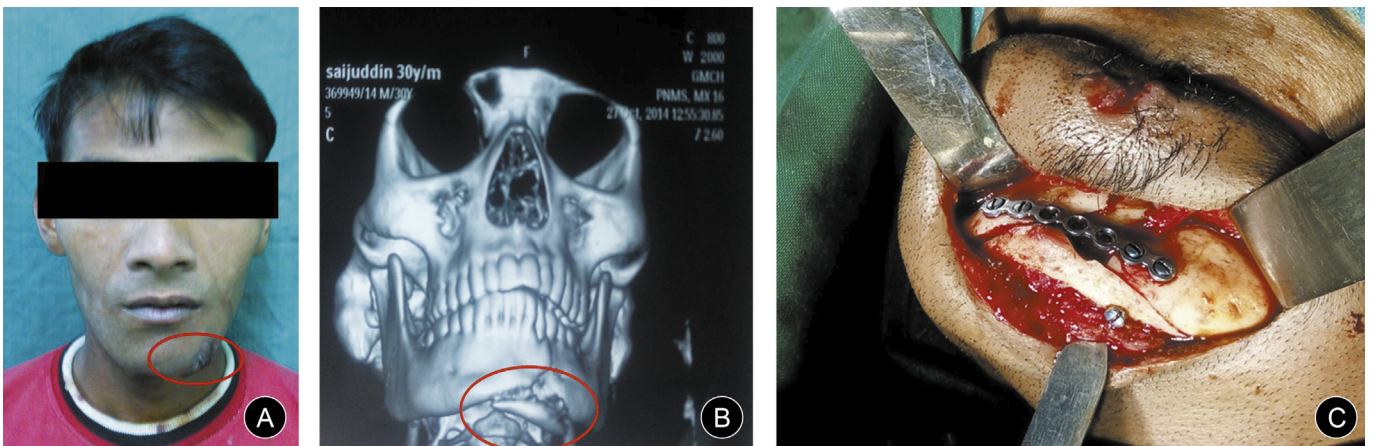 F
saijuddin 30y/m
369949/14 M/30Y
5
C
C 800
W 2000
GMCH
PNMS, MX 16
27 Oct, 2014 12:55:30.85
Z 2.60
A
B
C